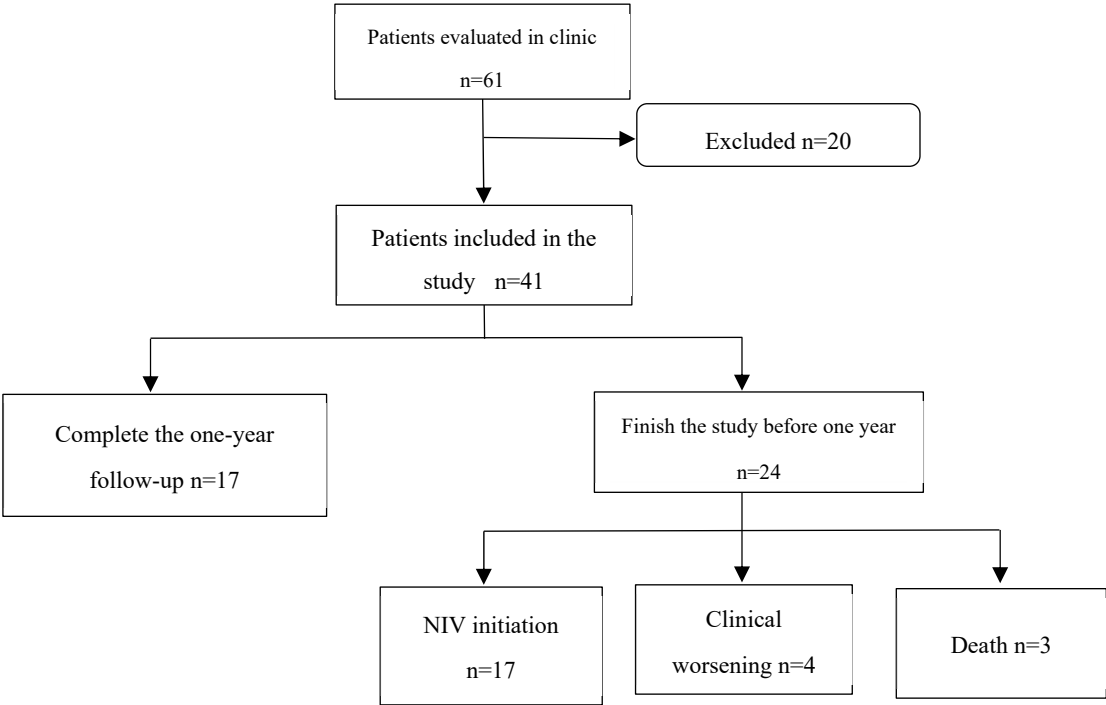 Patients evaluated in clinic
n=61
Excluded n=20
Patients included in the
study n=41
Complete the one-year
follow-up n=17
Finish the study before one year
n=24
NIV initiation
n=17
Clinical
worsening n=4
Death n=3